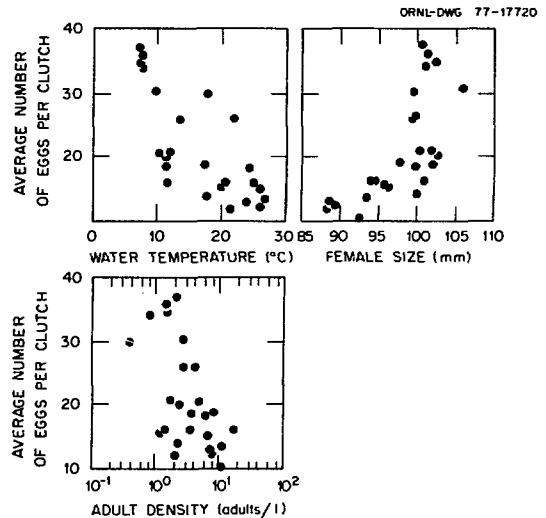 ORNL-DWG 77-17720
AVERAGE NUMBER
OF EGGS PER CLUTCH
40
30
20
0 10 20 30
WATER TEMPERATURE (°C)
85 90 95 100 105 110
FEMALE SIZE (mm)
AVERAGE NUMBER
OF EGGS PER CLUTCH
40
30
20
10
10⁻¹ 10⁰ 10¹ 10²
ADULT DENSITY (adults/l)